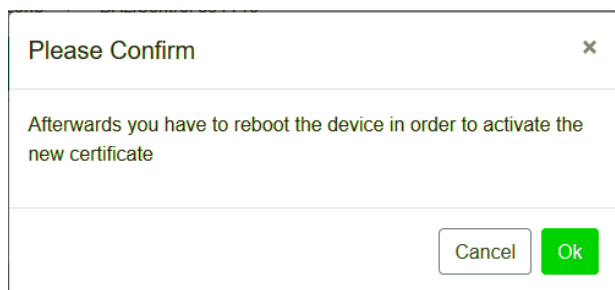 Please Confirm
×
Afterwards you have to reboot the device in order to activate the
new certificate
Cancel
Ok